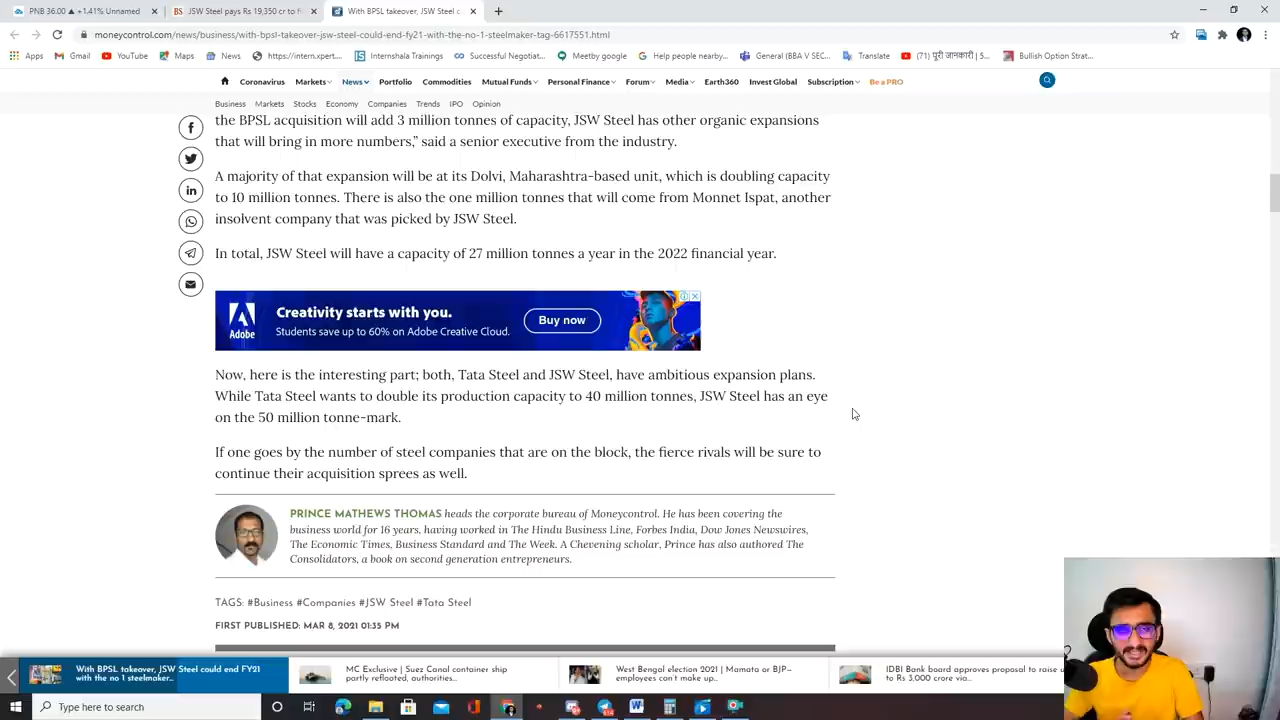 PNB 36.00 ▲ +1.41% Unnamed
JSW Steel pays Rs 19,350 cr to fi
With BPSL takeover, JSW Steel c
moneycontrol.com/news/business/with-bpsl-takeover-jsw-steel-could-end-fy21-with-the-no-1-steelmaker-tag-6617551.html
Apps Gmail YouTube Maps News https://intern.xpert.... Internshala Trainings Successful Negotiati... Meetby google Help people nearby... General (BBA V SEC... Translate (71) पूरी जानकारी | S... Bullish Option Strat...
Coronavirus Markets News Portfolio Commodities Mutual Funds Personal Finance Forum Media Earth360 Invest Global Subscription Be a PRO
Business Markets Stocks Economy Companies Trends IPO Opinion
the BPSL acquisition will add 3 million tonnes of capacity, JSW Steel has other organic expansions
that will bring in more numbers,” said a senior executive from the industry.
A majority of that expansion will be at its Dolvi, Maharashtra-based unit, which is doubling capacity
to 10 million tonnes. There is also the one million tonnes that will come from Monnet Ispat, another
insolvent company that was picked by JSW Steel.
In total, JSW Steel will have a capacity of 27 million tonnes a year in the 2022 financial year.
Adobe
Creativity starts with you.
Students save up to 60% on Adobe Creative Cloud.
Buy now
Now, here is the interesting part; both, Tata Steel and JSW Steel, have ambitious expansion plans.
While Tata Steel wants to double its production capacity to 40 million tonnes, JSW Steel has an eye
on the 50 million tonne-mark.
If one goes by the number of steel companies that are on the block, the fierce rivals will be sure to
continue their acquisition sprees as well.
PRINCE MATHEWS THOMAS heads the corporate bureau of Moneycontrol. He has been covering the
business world for 16 years, having worked in The Hindu Business Line, Forbes India, Dow Jones Newswires,
The Economic Times, Business Standard and The Week. A Chevening scholar, Prince has also authored The
Consolidators, a book on second generation entrepreneurs.
TAGS: #Business #Companies #JSW Steel #Tata Steel
FIRST PUBLISHED: MAR 8, 2021 01:35 PM
With BPSL takeover, JSW Steel could end FY21
with the no 1 steelmaker...
MC Exclusive | Suez Canal container ship
partly reflloated, authorities...
West Bengal election 2021 | Mamata or BJP—
employees can't make up...
IDBI Bank board approves proposal to raise u
to Rs 3,000 crore via...
Type here to search